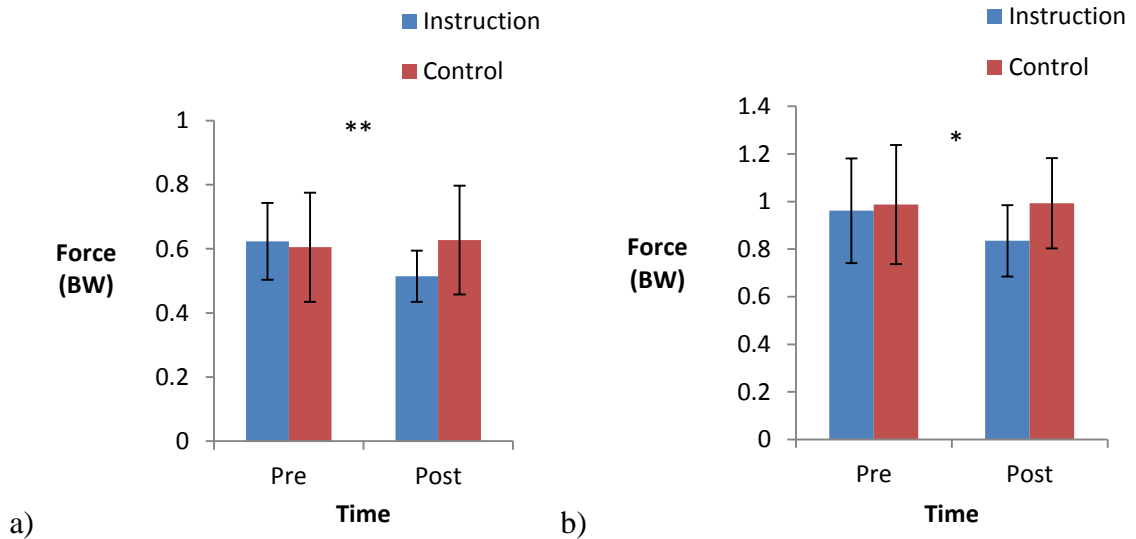 Instruction
Control
1
0.8
0.6
0.4
0.2
0
Force
(BW)
**
Pre
Post
Time
a)
Instruction
Control
1.4
1.2
1
0.8
0.6
0.4
0.2
0
Force
(BW)
*
Pre
Post
Time
b)